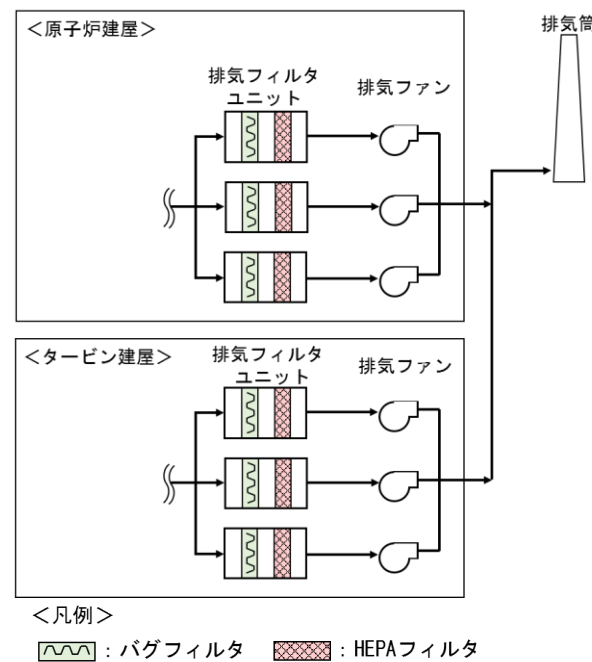 ＜原子炉建屋＞
排気筒
排気フィルタ
ユニット
排気ファン
＜タービン建屋＞
排気フィルタ
ユニット
排気ファン
＜凡例＞
：バグフィルタ
：HEPAフィルタ